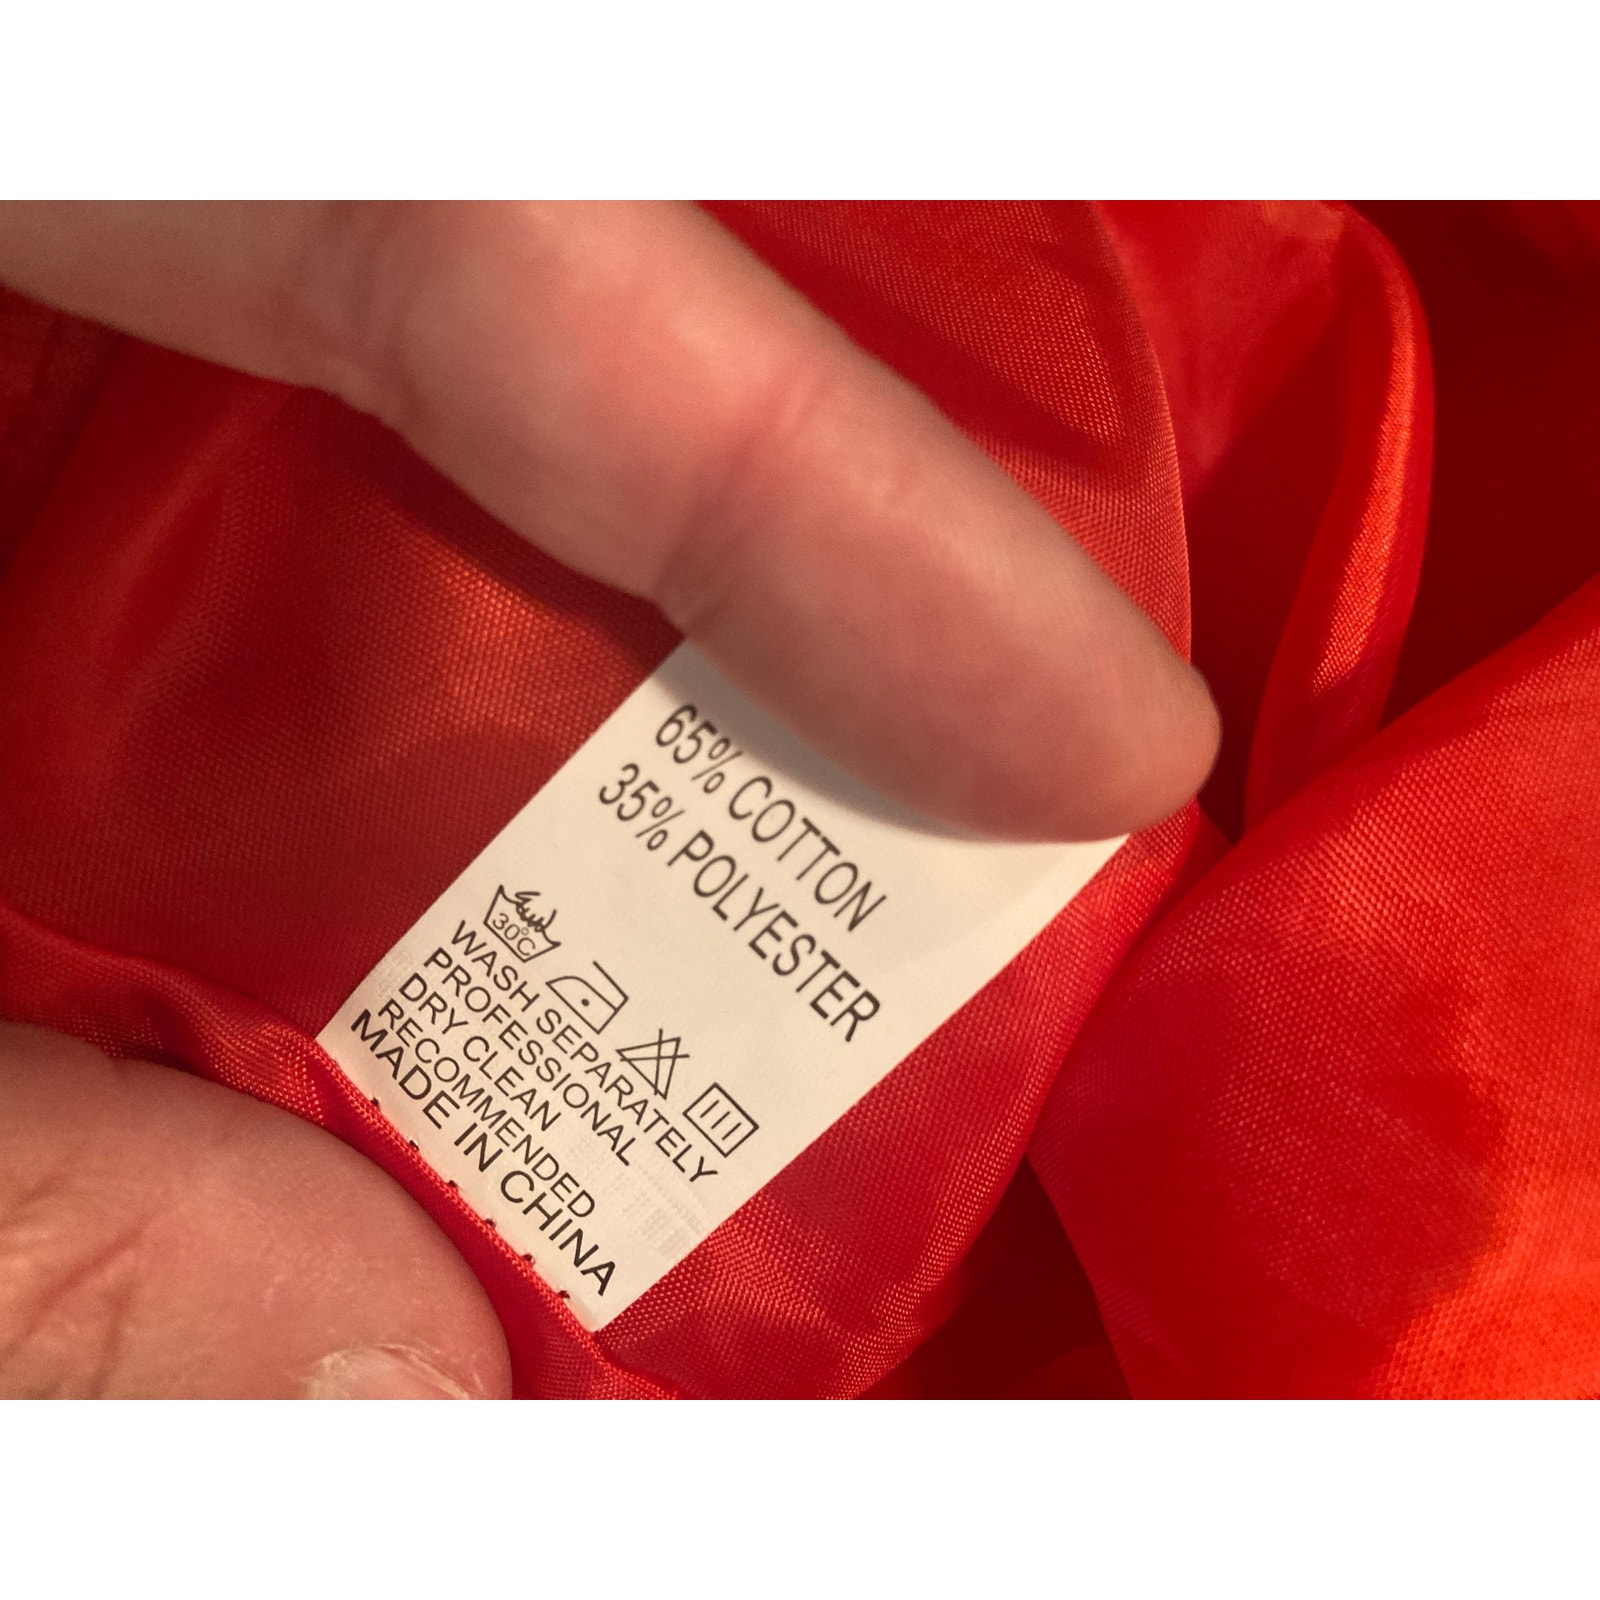 65% COTTON
35% POLYESTER
30°C
WASH SEPARATELY
PROFESSIONAL
DRY CLEAN
RECOMMENDED
MADE IN CHINA